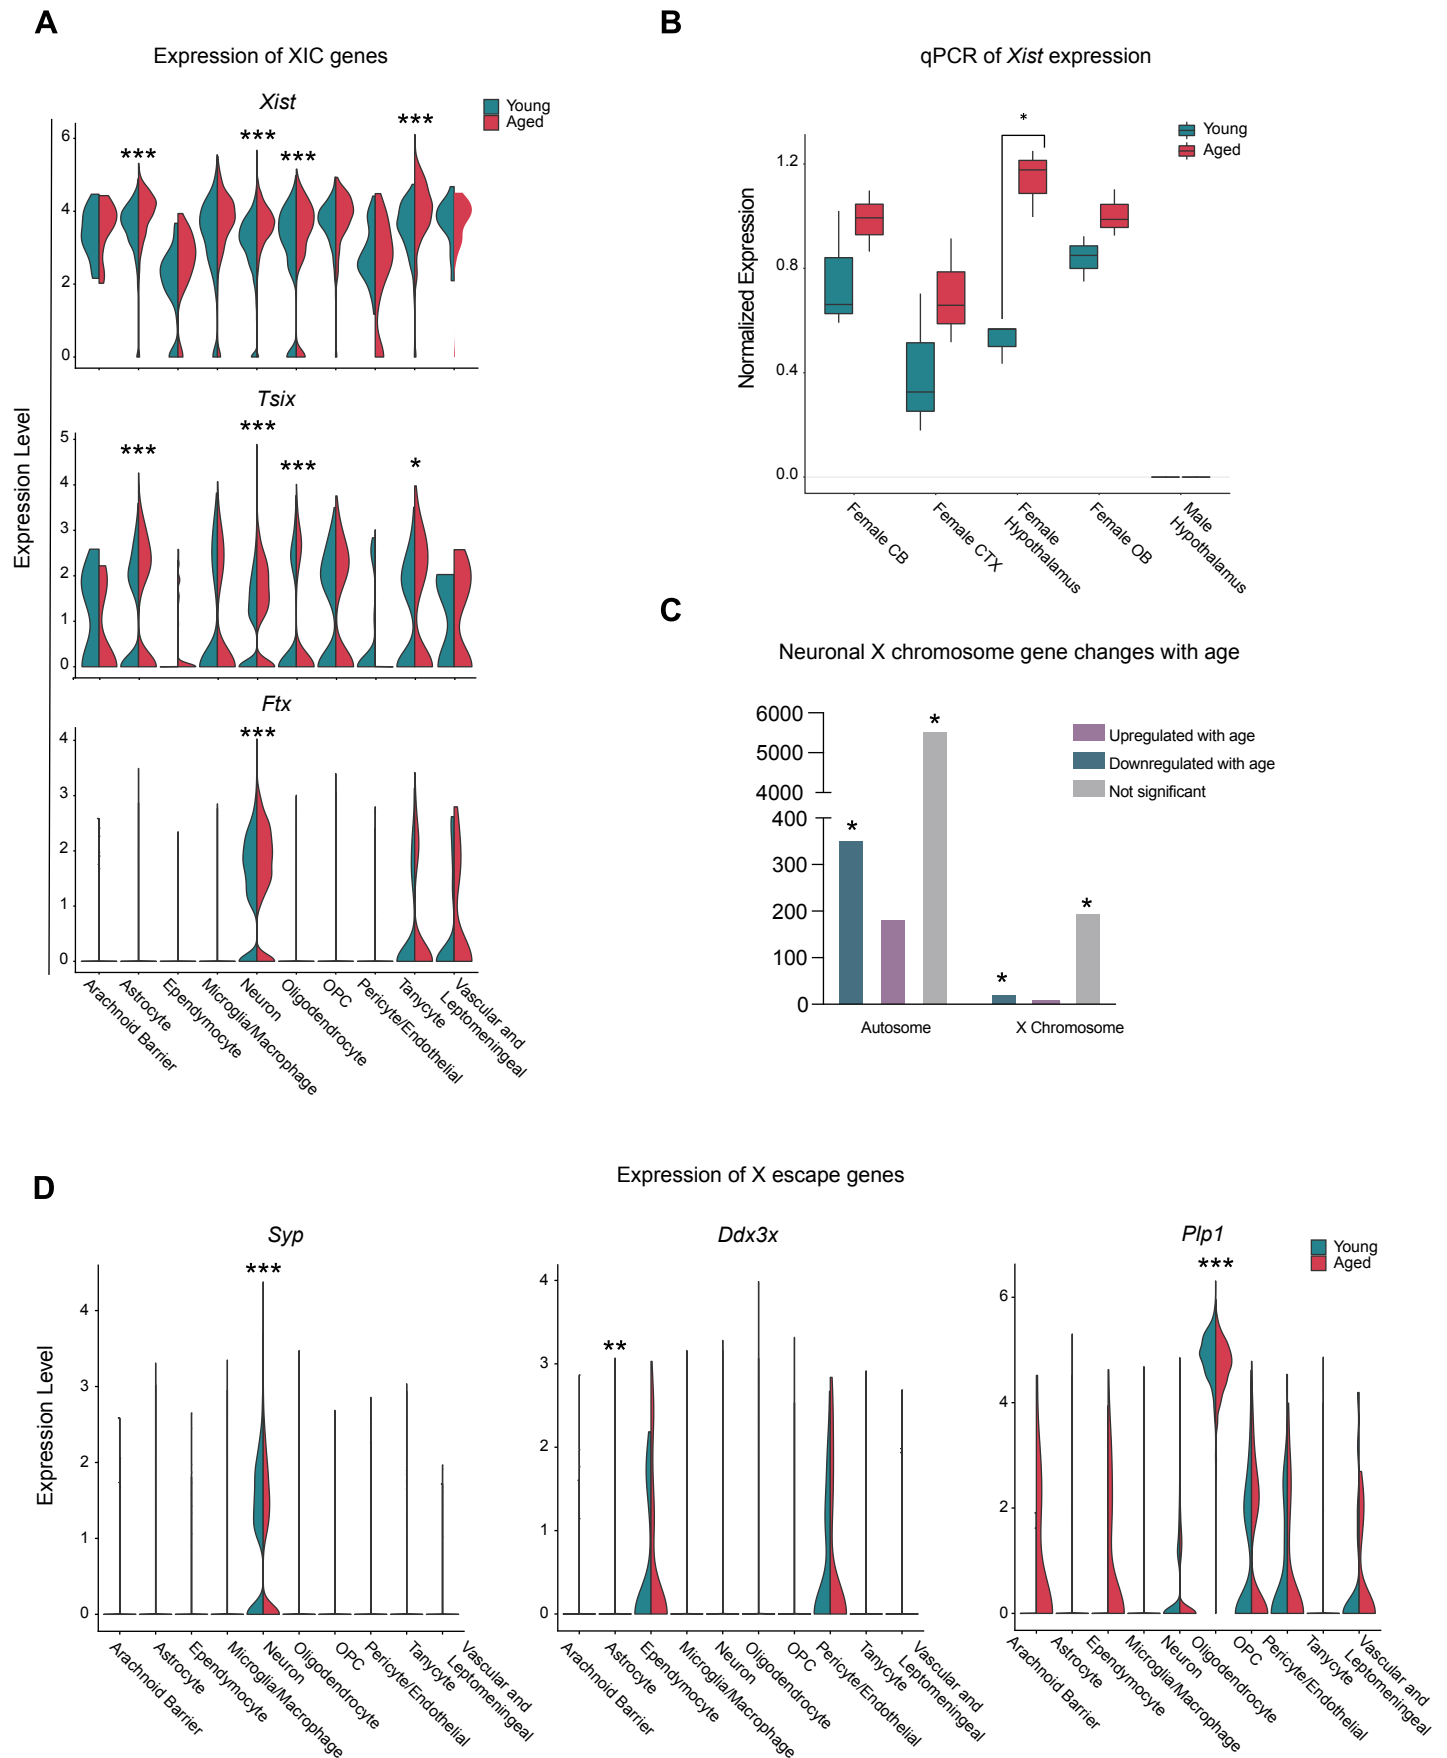 A
Expression of XIC genes
Xist
Young
Aged
***
***
***
***
6
4
2
0
Tsix
***
***
***
*
5
4
3
2
1
0
Expression Level
Ftx
***
4
3
2
1
0
Arachnoid Barrier
Astrocyte
Ependymocyte
Microglia/Macrophage
Neuron
Oligodendrocyte
OPC
Pericyte/Endothelial
Tanycyte
Vascular and
Leptomeningeal
B
qPCR of Xist expression
Young
Aged
*
Normalized Expression
1.2
0.8
0.4
0.0
Female CB
Female CTX
Female
Hypothalamus
Female OB
Male
Hypothalamus
C
Neuronal X chromosome gene changes with age
6000
5000
4000
400
300
200
100
0
*
*
*
*
Upregulated with age
Downregulated with age
Not significant
Autosome
X Chromosome
D
Expression of X escape genes
Syp
***
Expression Level
4
3
2
1
0
Arachnoid Barrier
Astrocyte
Ependymocyte
Microglia/Macrophage
Neuron
Oligodendrocyte
OPC
Pericyte/Endothelial
Tanycyte
Vascular and
Leptomeningeal
Ddx3x
**
4
3
2
1
0
Arachnoid Barrier
Astrocyte
Ependymocyte
Microglia/Macrophage
Neuron
Oligodendrocyte
OPC
Pericyte/Endothelial
Tanycyte
Vascular and
Leptomeningeal
Plp1
Young
Aged
***
6
4
2
0
Arachnoid Barrier
Astrocyte
Ependymocyte
Microglia/Macrophage
Neuron
Oligodendrocyte
OPC
Pericyte/Endothelial
Tanycyte
Vascular and
Leptomeningeal